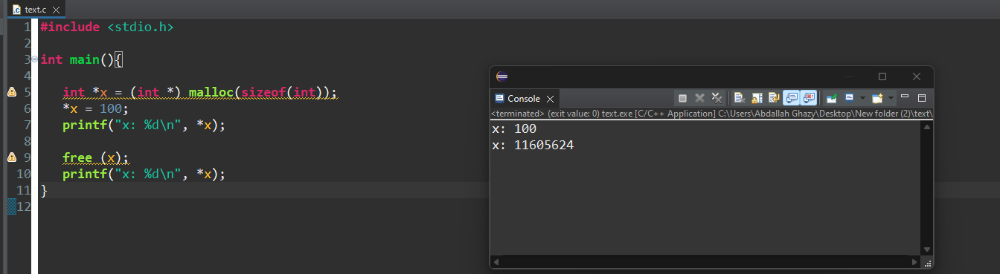 text.c
1 #include <stdio.h>
2
3 int main(){
4
5 int *x = (int *) malloc(sizeof(int));
6 *x = 100;
7 printf("x: %d\n", *x);
8
9 free (x);
10 printf("x: %d\n", *x);
11 }
12
Console
<terminated> (exit value: 0) text.exe [C/C++ Application] C:\Users\Abdallah Ghazy\Desktop\New folder (2)\text\
x: 100
x: 11605624